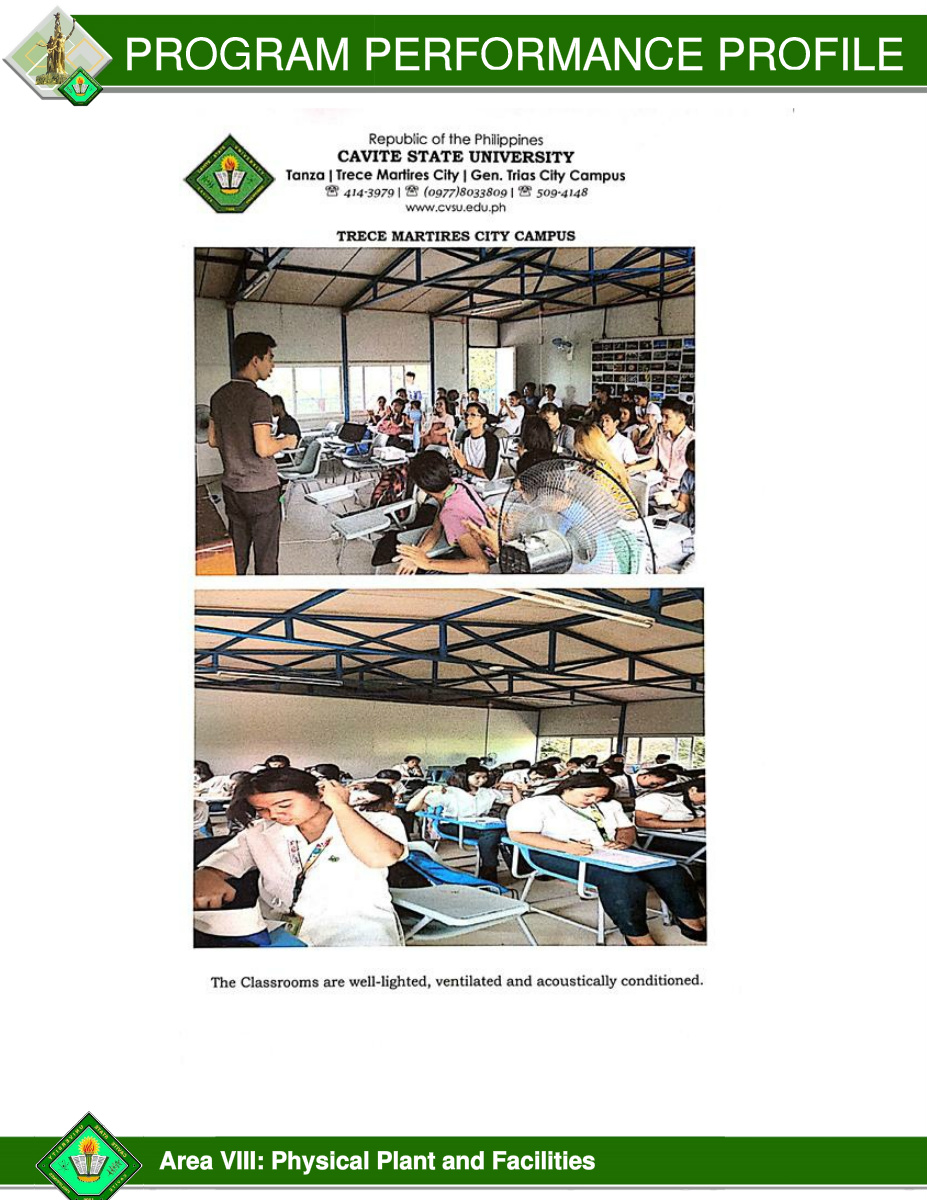 PROGRAM PERFORMANCE PROFILE
Republic of the Philippines
CAVITE STATE UNIVERSITY
Tanza | Trece Martires City | Gen. Trias City Campus
☏ 414-3979 | ☏ (0977)8033809 | ☏ 509-4148
www.cvsu.edu.ph
TRECE MARTIRES CITY CAMPUS
The Classrooms are well-lighted, ventilated and acoustically conditioned.
Area VIII: Physical Plant and Facilities